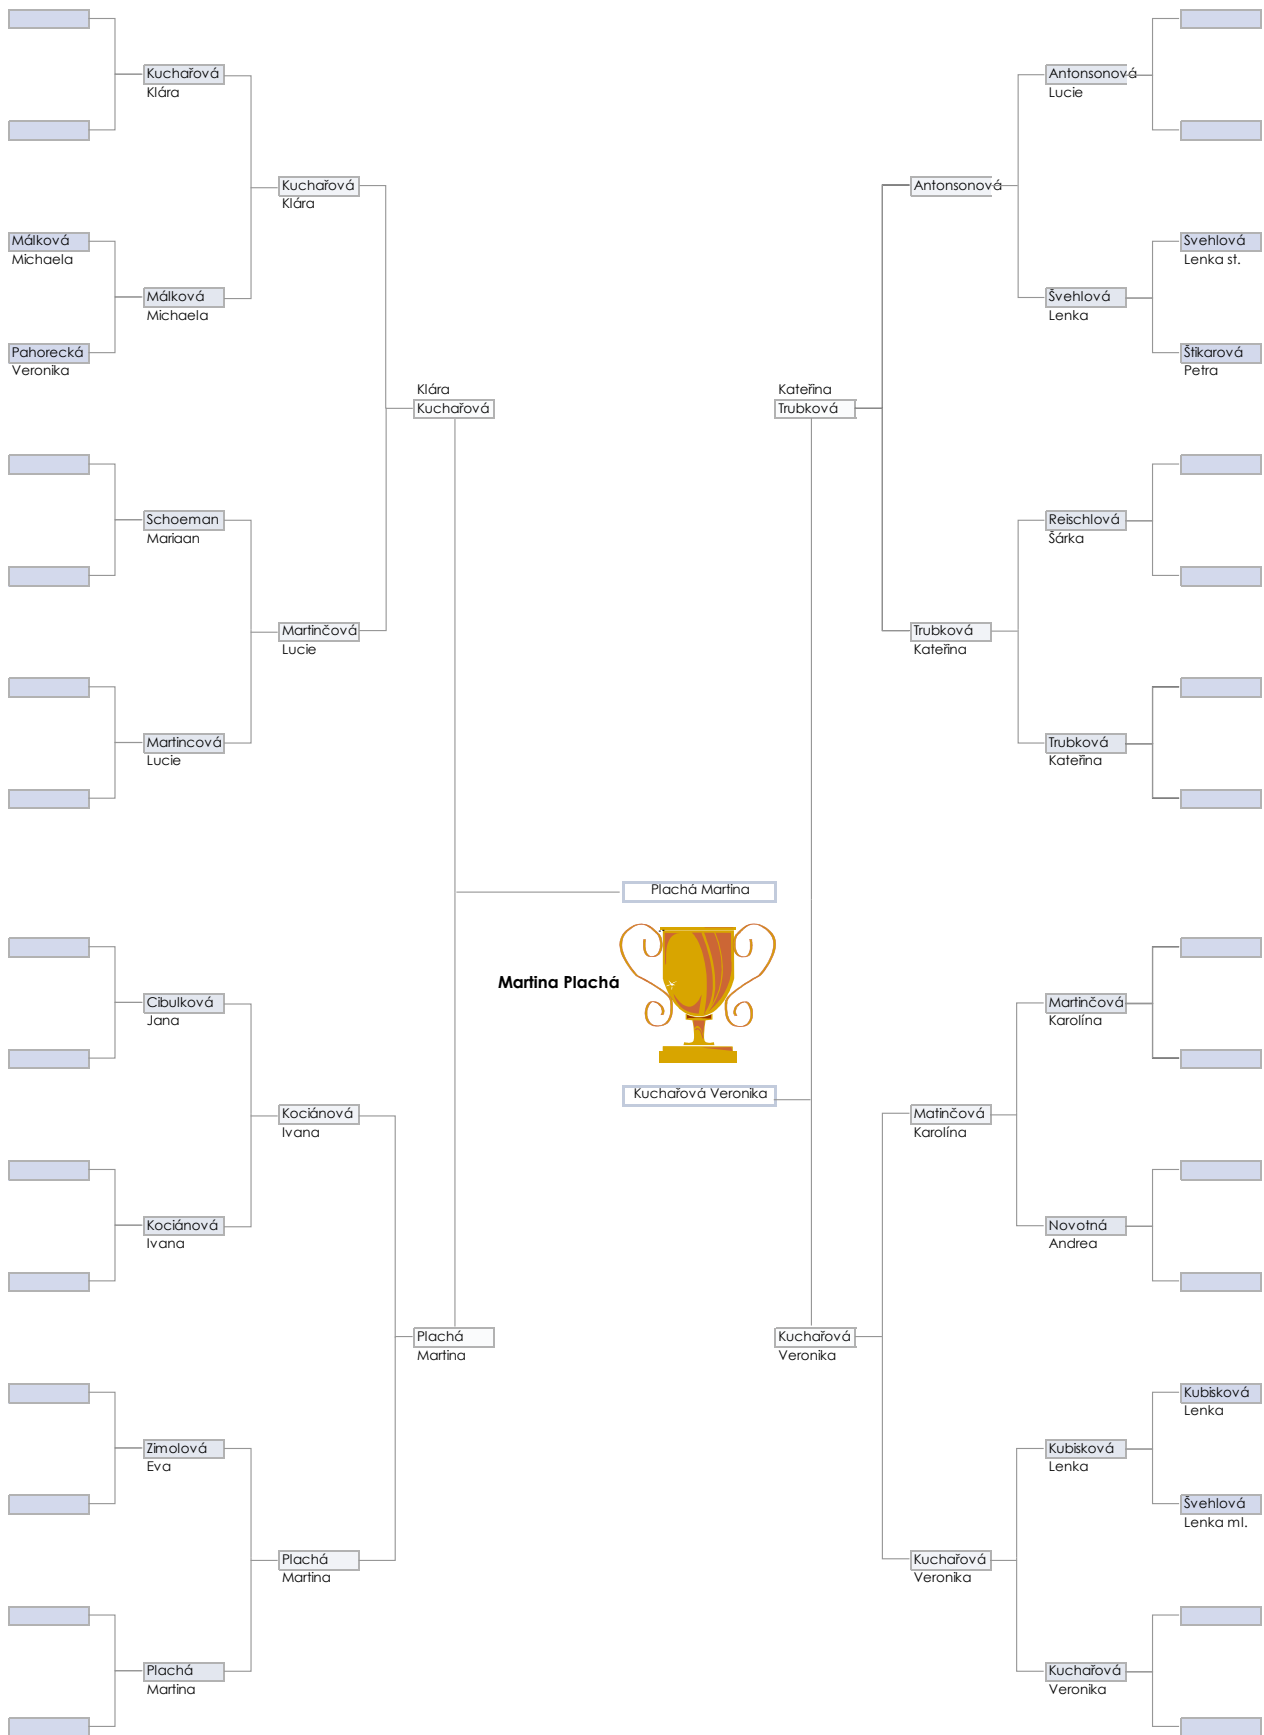 Kuchařová
Klára
Antonsonová
Lucie
Kuchařová
Klára
Antonsonová
Málková
Michaela
Svehlová
Lenka st.
Málková
Michaela
Švehlová
Lenka
Pahorecká
Veronika
Štikarová
Petra
Klára
Kuchařová
Kateřina
Trubková
Schoeman
Mariaan
Reischlová
Šárka
Martinčová
Lucie
Trubková
Kateřina
Martincová
Lucie
Trubková
Kateřina
Plachá Martina
Martina Plachá
Cibulková
Jana
Martinčová
Karolína
Kuchařová Veronika
Kociánová
Ivana
Matinčová
Karolína
Kociánová
Ivana
Novotná
Andrea
Plachá
Martina
Kuchařová
Veronika
Kubisková
Lenka
Zimolová
Eva
Kubisková
Lenka
Švehlová
Lenka ml.
Plachá
Martina
Kuchařová
Veronika
Plachá
Martina
Kuchařová
Veronika